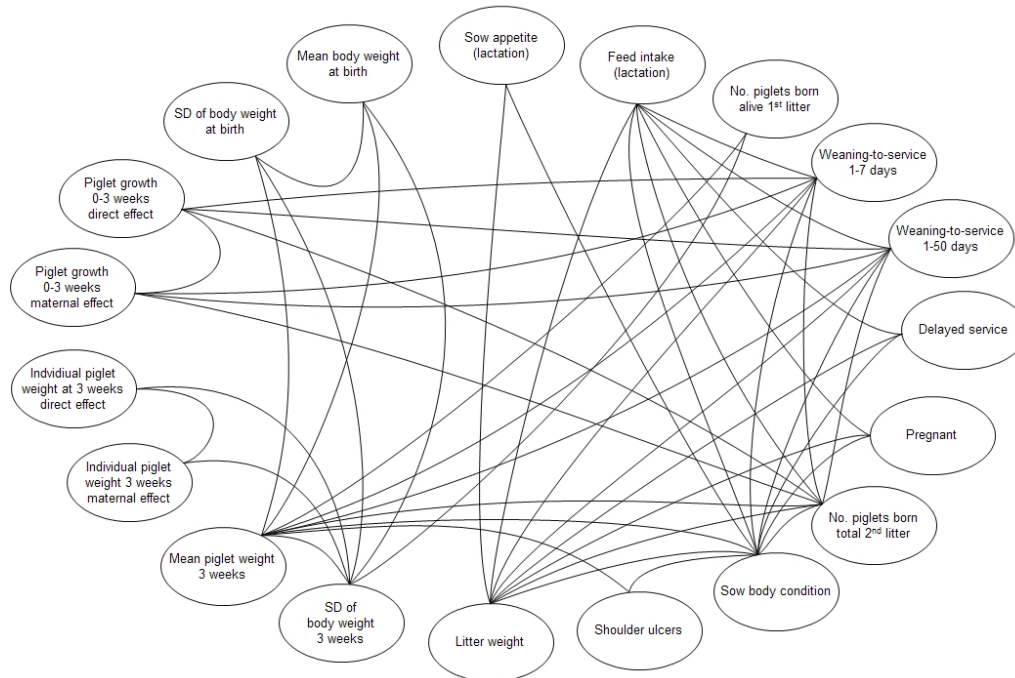 Sow appetite
(lactation)
Feed intake
(lactation)
No. piglets born
alive 1st litter
Weaning-to-service
1-7 days
Weaning-to-service
1-50 days
Delayed service
Pregnant
No. piglets born
total 2nd litter
Sow body condition
Shoulder ulcers
Litter weight
SD of
body weight
3 weeks
Mean piglet weight
3 weeks
Individual piglet
weight 3 weeks
maternal effect
Indvidual piglet
weight at 3 weeks
direct effect
Piglet growth
0-3 weeks
maternal effect
Piglet growth
0-3 weeks
direct effect
SD of body weight
at birth
Mean body weight
at birth